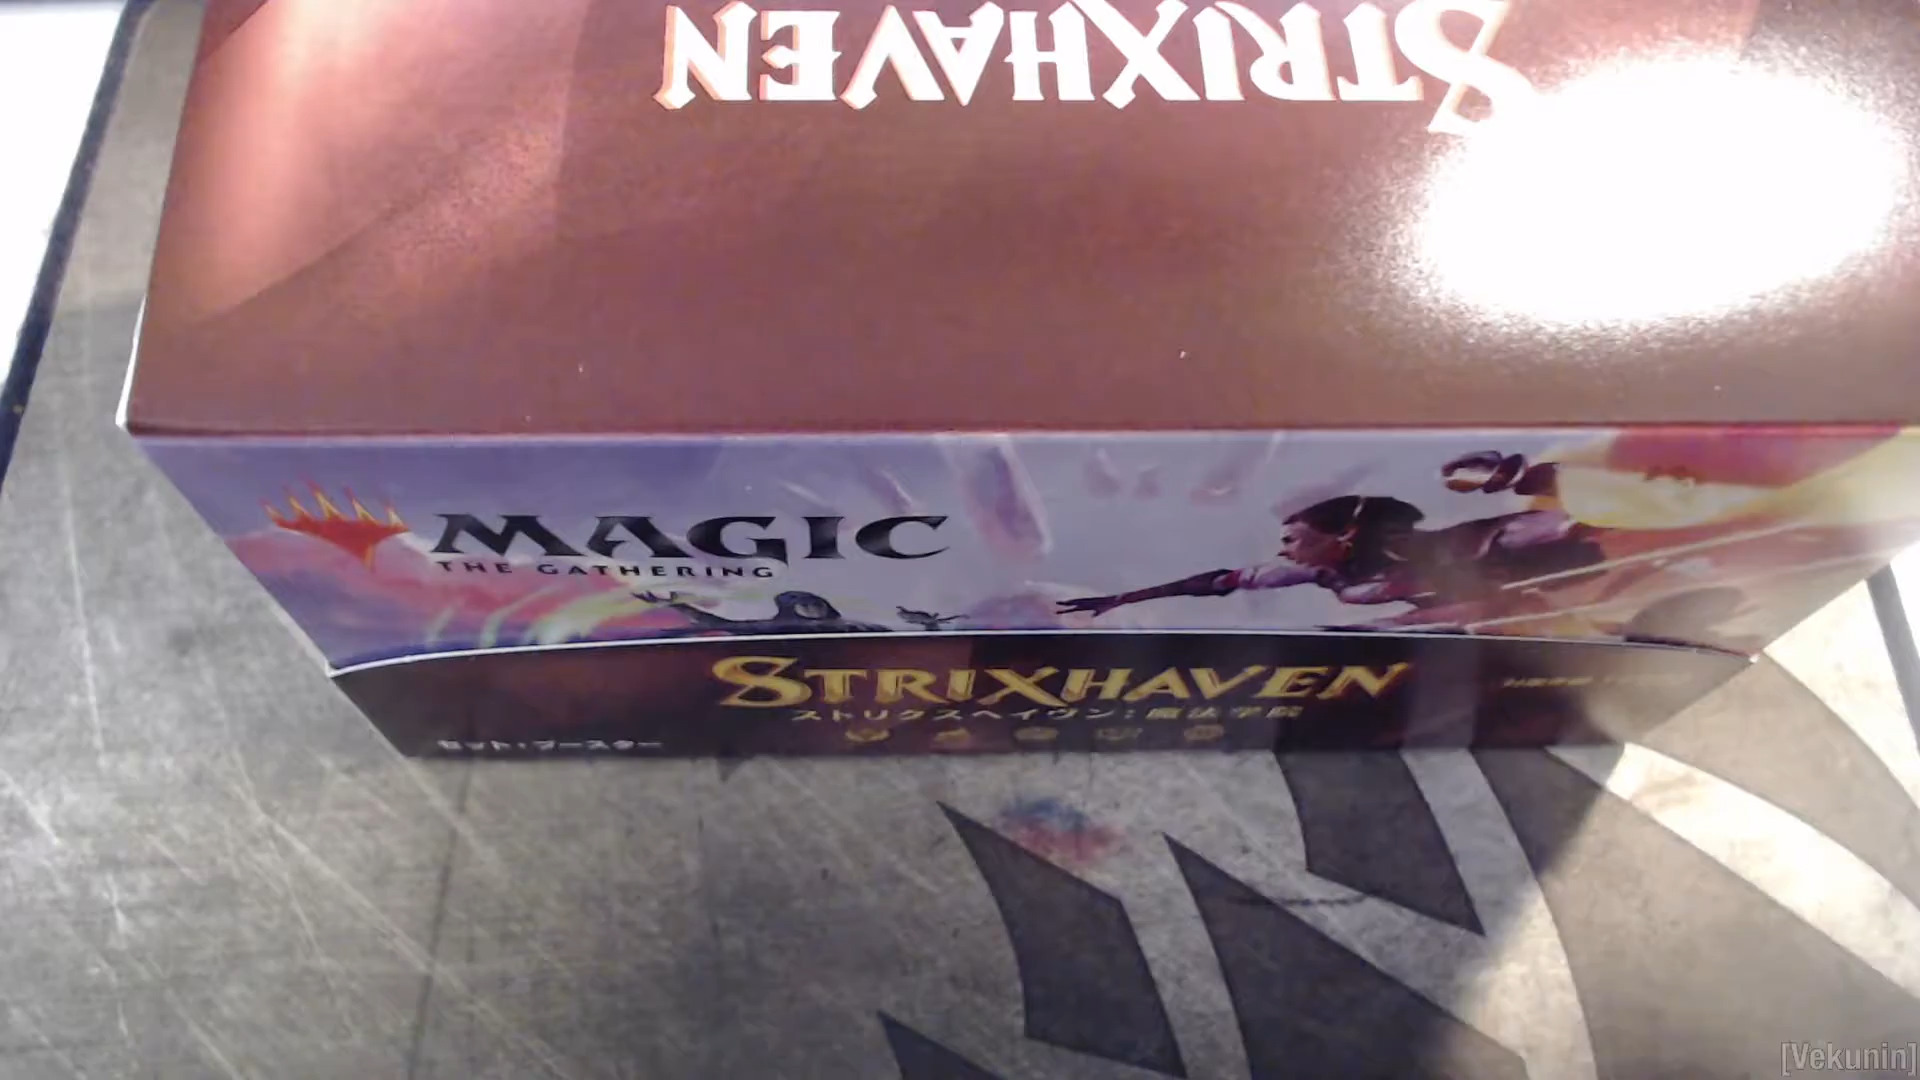 STRIXHAVEN
MAGIC
THE GATHERING
STRIXHAVEN
ストリクスヘイヴン:魔法学院
セット・ブースター
[Vekunin]